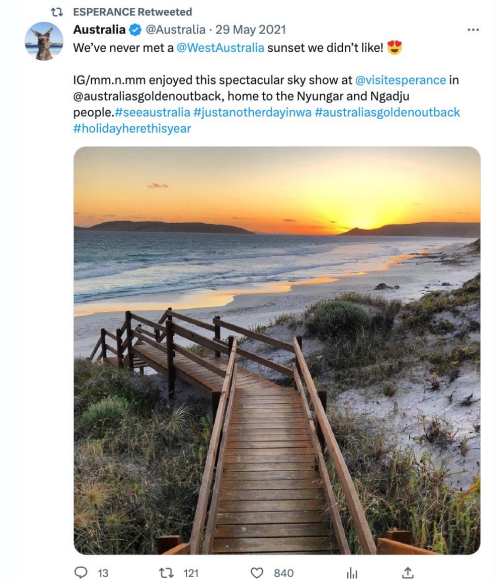 ESPERANCE Retweeted
Australia @Australia · 29 May 2021
We've never met a @WestAustralia sunset we didn't like! 😍
IG/mm.n.mm enjoyed this spectacular sky show at @visitesperance in
@australiasgoldenoutback, home to the Nyungar and Ngadju
people.#seeaustralia #justanotherdayinwa #australiasgoldenoutback
#holidayherethisyear
13 121 840